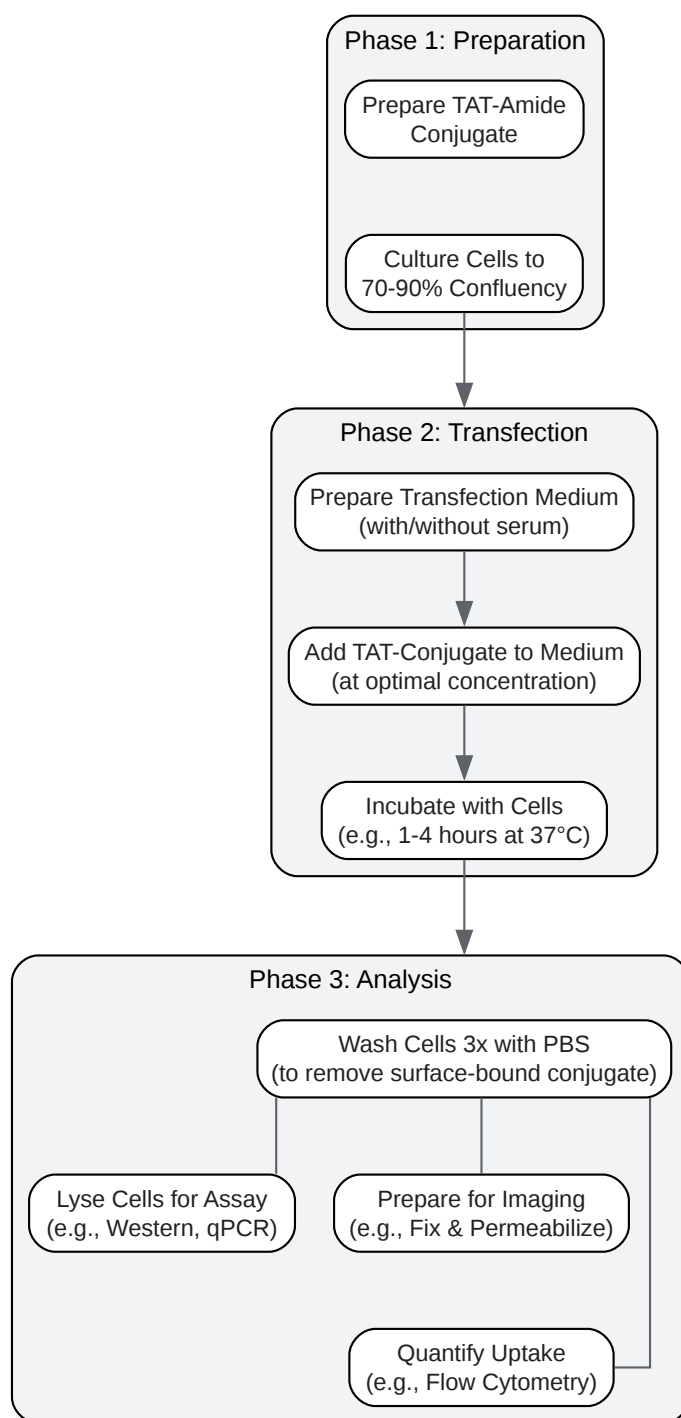 Phase 1: Preparation
Prepare TAT-Amide
Conjugate
Culture Cells to
70-90% Confluency
Phase 2: Transfection
Prepare Transfection Medium
(with/without serum)
Add TAT-Conjugate to Medium
(at optimal concentration)
Incubate with Cells
(e.g., 1-4 hours at 37°C)
Phase 3: Analysis
Wash Cells 3x with PBS
(to remove surface-bound conjugate)
Lyse Cells for Assay
(e.g., Western, qPCR)
Prepare for Imaging
(e.g., Fix & Permeabilize)
Quantify Uptake
(e.g., Flow Cytometry)